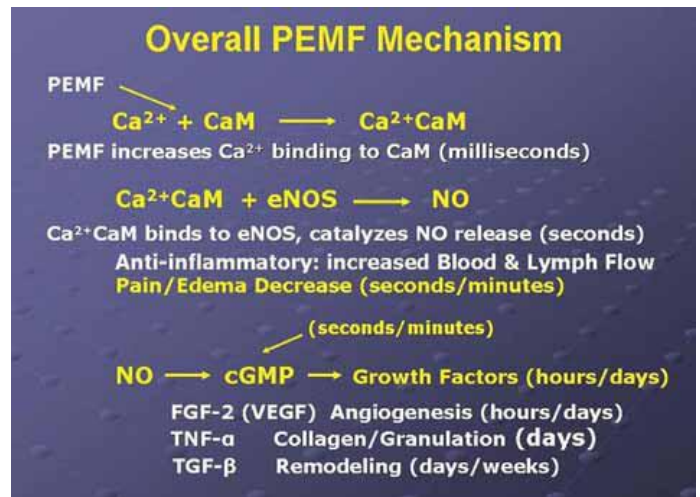 Overall PEMF Mechanism
PEMF
Ca²⁺ + CaM → Ca²⁺CaM
PEMF increases Ca²⁺ binding to CaM (milliseconds)
Ca²⁺CaM + eNOS → NO
Ca²⁺CaM binds to eNOS, catalyzes NO release (seconds)
Anti-inflammatory: increased Blood & Lymph Flow
Pain/Edema Decrease (seconds/minutes)
(seconds/minutes)
NO → cGMP → Growth Factors (hours/days)
FGF-2 (VEGF) Angiogenesis (hours/days)
TNF-α Collagen/Granulation (days)
TGF-β Remodeling (days/weeks)